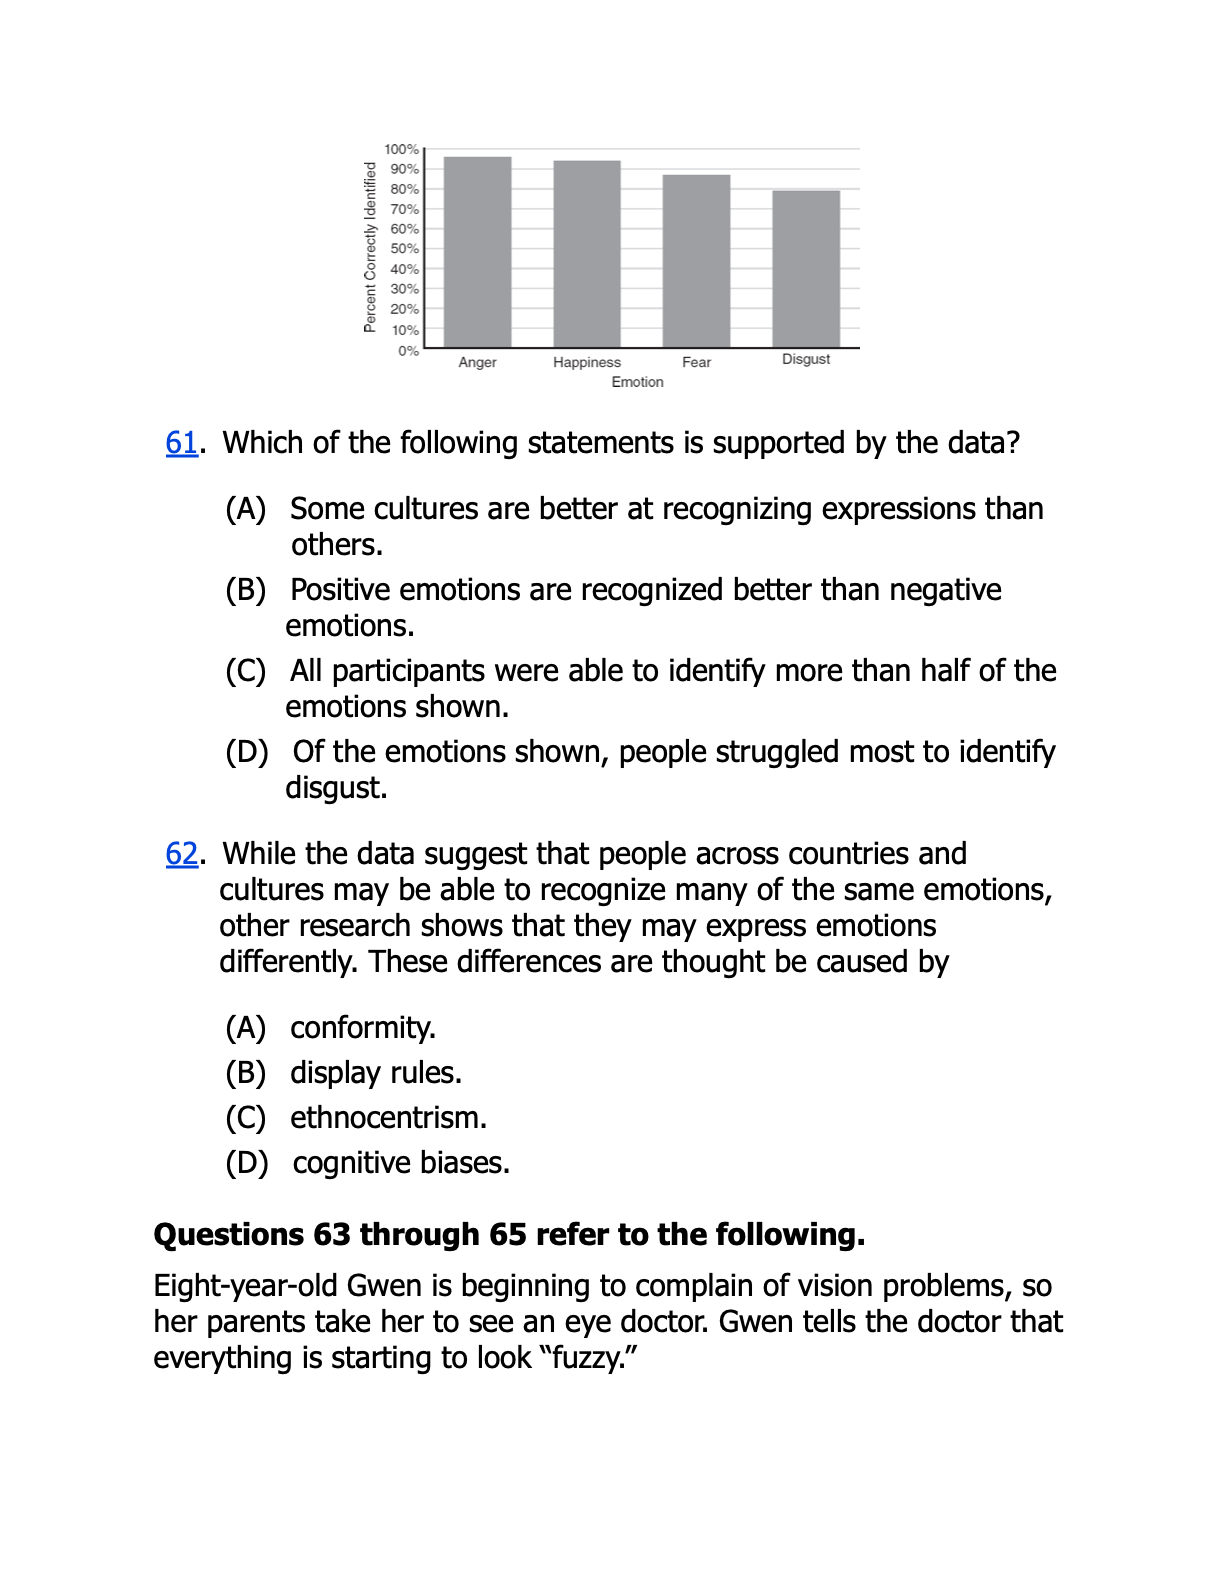 100%
90%
80%
70%
60%
50%
40%
30%
20%
10%
0%
Percent Correctly Identified
Anger Happiness Fear Disgust
Emotion
61. Which of the following statements is supported by the data?
(A) Some cultures are better at recognizing expressions than
others.
(B) Positive emotions are recognized better than negative
emotions.
(C) All participants were able to identify more than half of the
emotions shown.
(D) Of the emotions shown, people struggled most to identify
disgust.
62. While the data suggest that people across countries and
cultures may be able to recognize many of the same emotions,
other research shows that they may express emotions
differently. These differences are thought be caused by
(A) conformity.
(B) display rules.
(C) ethnocentrism.
(D) cognitive biases.
Questions 63 through 65 refer to the following.
Eight-year-old Gwen is beginning to complain of vision problems, so
her parents take her to see an eye doctor. Gwen tells the doctor that
everything is starting to look “fuzzy.”